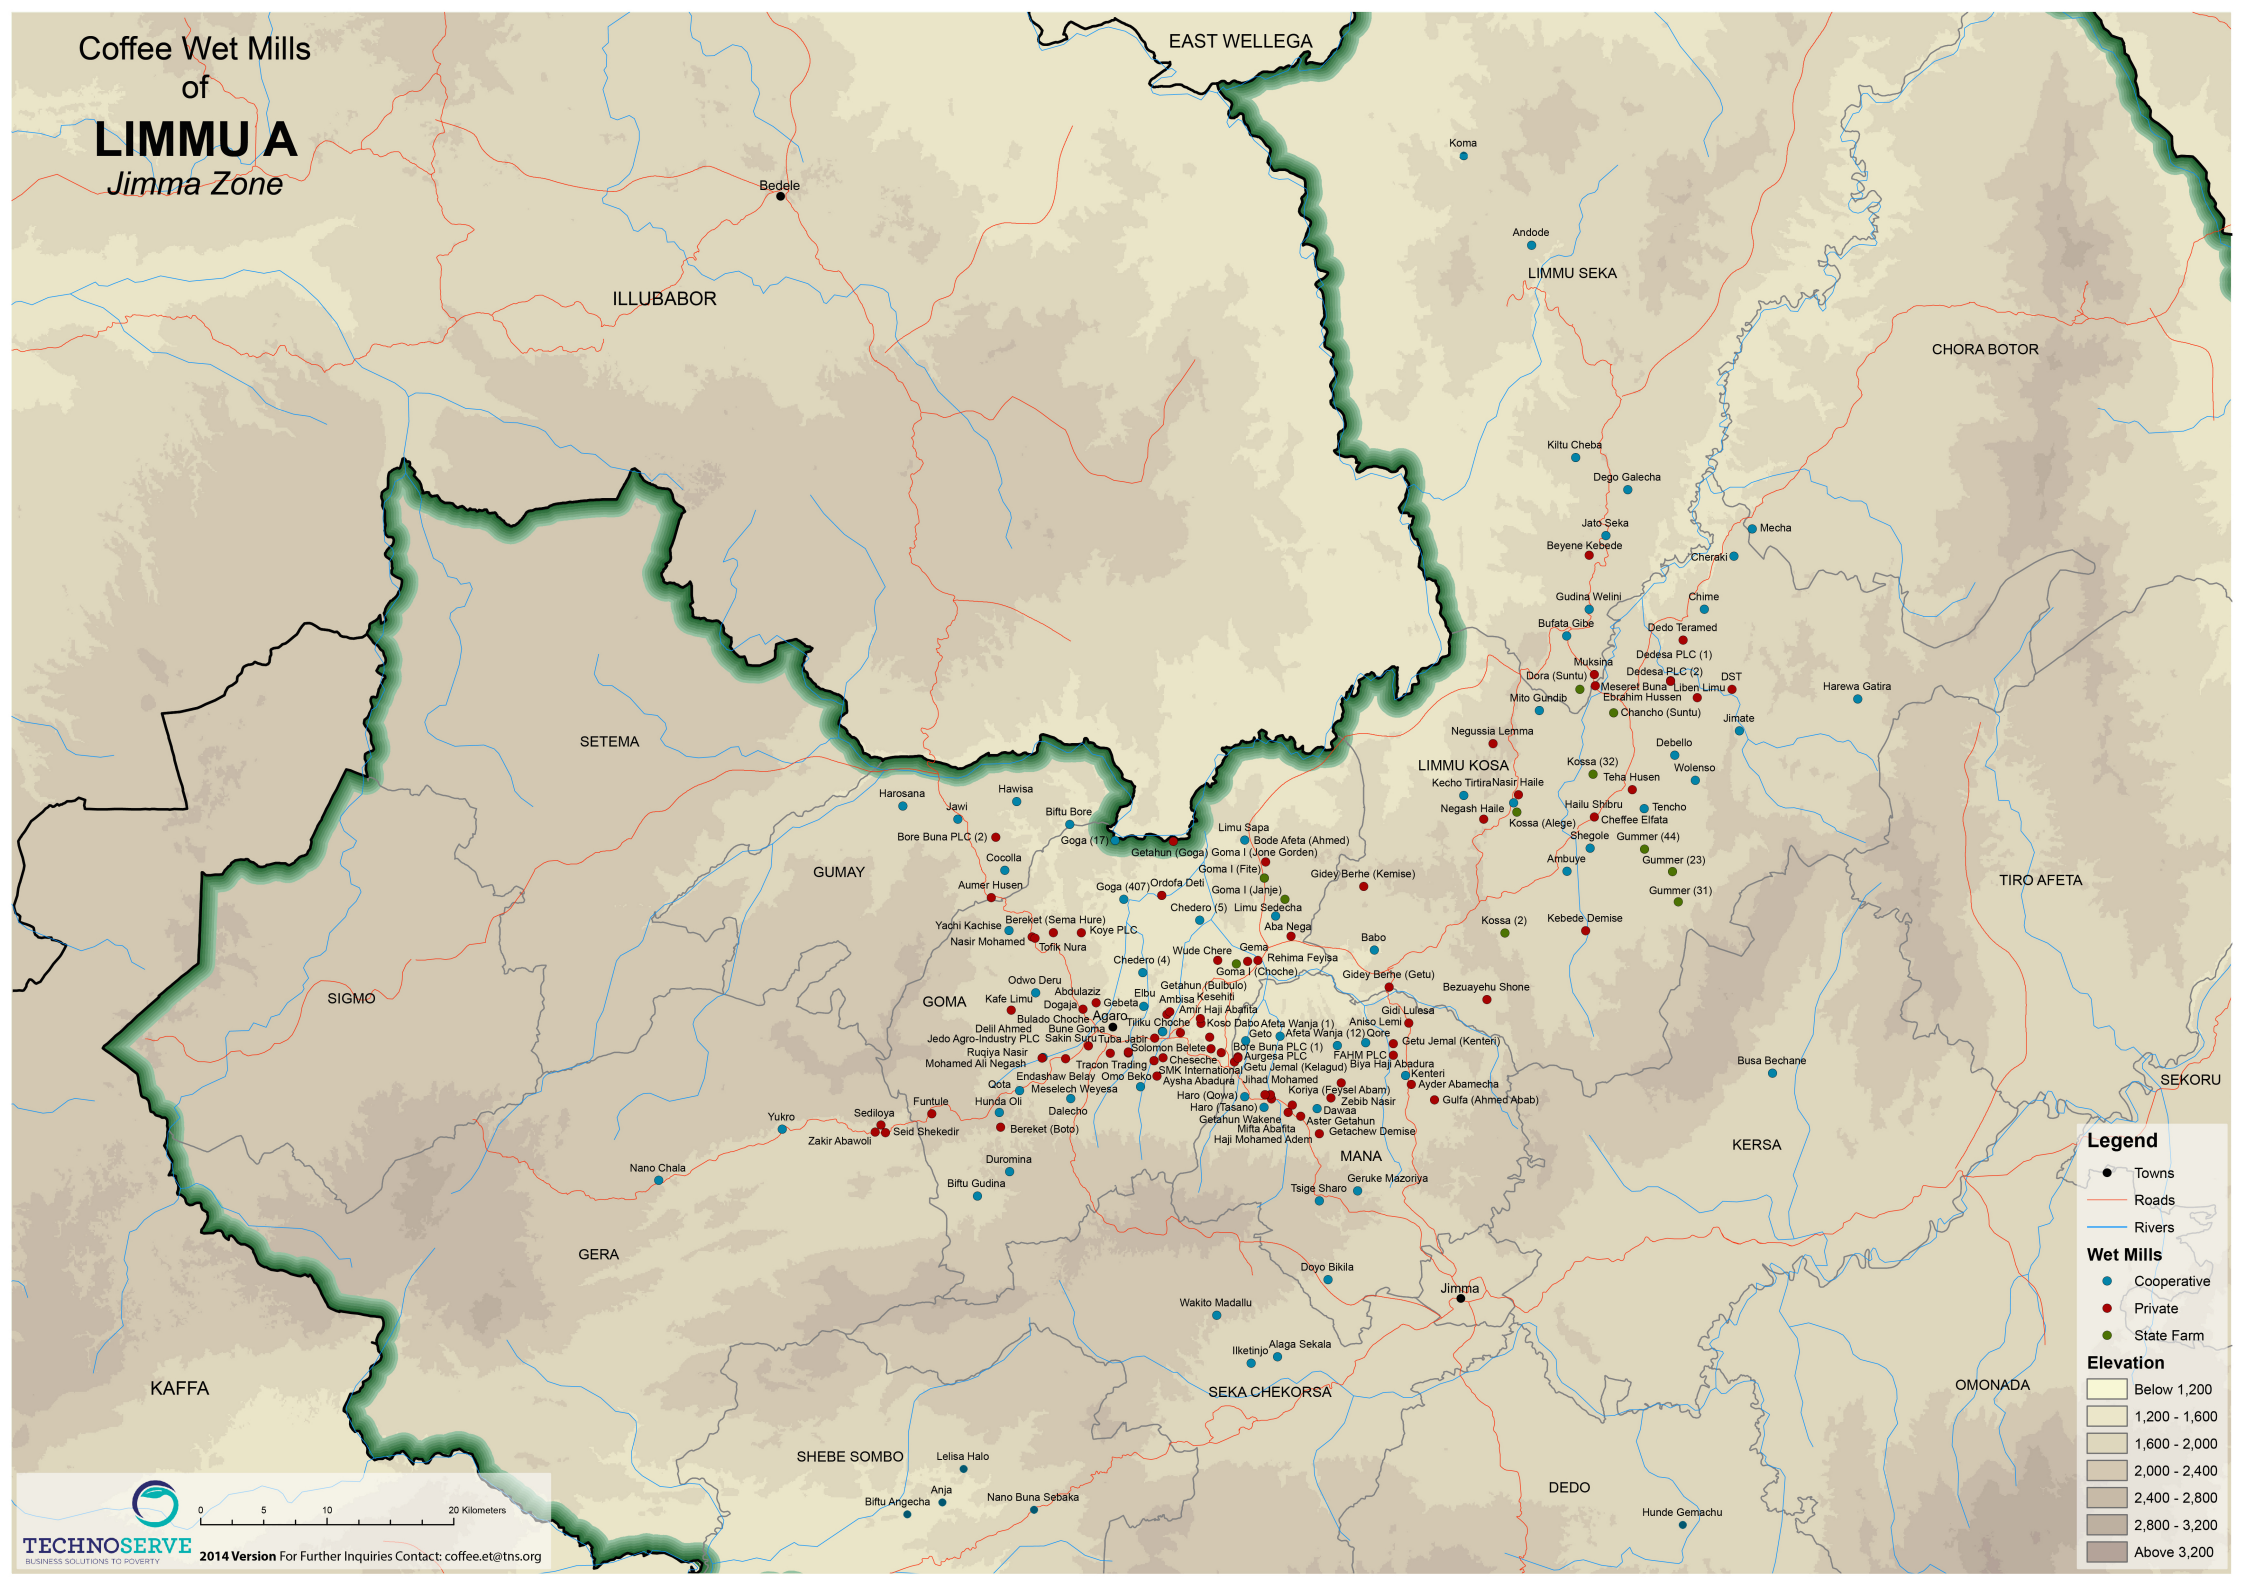 Coffee Wet Mills
of
LIMMU A
Jimma Zone
EAST WELLEGA
Koma
Bedele
Andode
LIMMU SEKA
ILLUBABOR
CHORA BOTOR
Kiltu Cheba
Dego Galecha
Jato Seka
Mecha
Beyene Kebede
Cheraki
Gudina Welini
Chime
Bufata Gibe
Dedo Teramed
Dedesa PLC (1)
Muksina
Dora (Suntu)
Dedesa PLC (2)
DST
Meseret Buna
Liben Limu
Harewa Gatira
Mito Gundib
Ebrahim Hussen
Chancho (Suntu)
Jimate
Negussia Lemma
SETEMA
Debello
LIMMU KOSA
Kossa (32)
Wolenso
Teha Husen
Kecho Tirtira
Nasir Haile
Harosana
Hawisa
Jawi
Biftu Bore
Negash Haile
Hailu Shibru
Tencho
Kossa (Alege)
Cheffee Elfata
Bore Buna PLC (2)
Goga (17)
Limu Sapa
Bode Afeta (Ahmed)
Shegole
Gummer (44)
Getahun (Goga)
Goma I (Jone Gorden)
Cocolla
Ambuye
Gummer (23)
GUMAY
Goma I (Fite)
Gidey Berhe (Kemise)
TIRO AFETA
Aumer Husen
Goga (407)
Ordofa Deti
Goma I (Janje)
Gummer (31)
Chedero (5)
Limu Sedecha
Yachi Kachise
Bereket (Sema Hure)
Koye PLC
Aba Nega
Kossa (2)
Kebede Demise
Nasir Mohamed
Tofik Nura
Babo
Wude Chere
Gema
Rehima Feyisa
Chedero (4)
Goma I (Choche)
Gidey Berhe (Getu)
Odwo Deru
Getahun (Bulbulo)
Bezuayehu Shone
SIGMO
GOMA
Kafe Limu
Abdulaziz
Elbu
Ambisa
Kesehiti
Dogaja
Gebeta
Amir Haji Abafita
Gidi Lulesa
Bulado Choche
Agaro
Tiliku Choche
Koso Dabo
Afeta Wanja (1)
Aniso Lemi
Delil Ahmed
Bune Goma
Geto
Afeta Wanja (12)
Qore
Jedo Agro-Industry PLC
Sakin Suru
Tuba Jabir
Getu Jemal (Kenteri)
Ruqiya Nasir
Solomon Belete
Bore Buna PLC (1)
FAHM PLC
Mohamed Ali Negash
Tracon Trading
Cheseche
Aurgesa PLC
Biya Haji Abadura
Busa Bechane
SMK International
Getu Jemal (Kelagud)
Endashaw Belay
Omo Beko
Aysha Abadura
Jihad Mohamed
Kenteri
SEKORU
Qota
Meselech Weyesa
Haro (Qowa)
Koriya (Feysel Abam)
Ayder Abamecha
Funtule
Hunda Oli
Dalecho
Haro (Tasano)
Zebib Nasir
Gulfa (Ahmed Abab)
Yukro
Sediloya
Dawaa
Getahun Wakene
Aster Getahun
Seid Shekedir
Bereket (Boto)
Mifta Abafita
Getachew Demise
Zakir Abawoli
Haji Mohamed Adem
KERSA
MANA
Nano Chala
Duromina
Biftu Gudina
Tsige Sharo
Geruke Mazoriya
GERA
Doyo Bikila
Jimma
Wakito Madallu
Ilketinjo
Alaga Sekala
KAFFA
SEKA CHEKORSA
OMONADA
SHEBE SOMBO
Lelisa Halo
DEDO
Biftu Angecha
Anja
Nano Buna Sebaka
Hunde Gemachu
Legend
Towns
Roads
Rivers
Wet Mills
Cooperative
Private
State Farm
Elevation
Below 1,200
1,200 - 1,600
1,600 - 2,000
2,000 - 2,400
2,400 - 2,800
2,800 - 3,200
Above 3,200
0 5 10 20 Kilometers
TECHNOSERVE
BUSINESS SOLUTIONS TO POVERTY
2014 Version For Further Inquiries Contact: coffee.et@tns.org